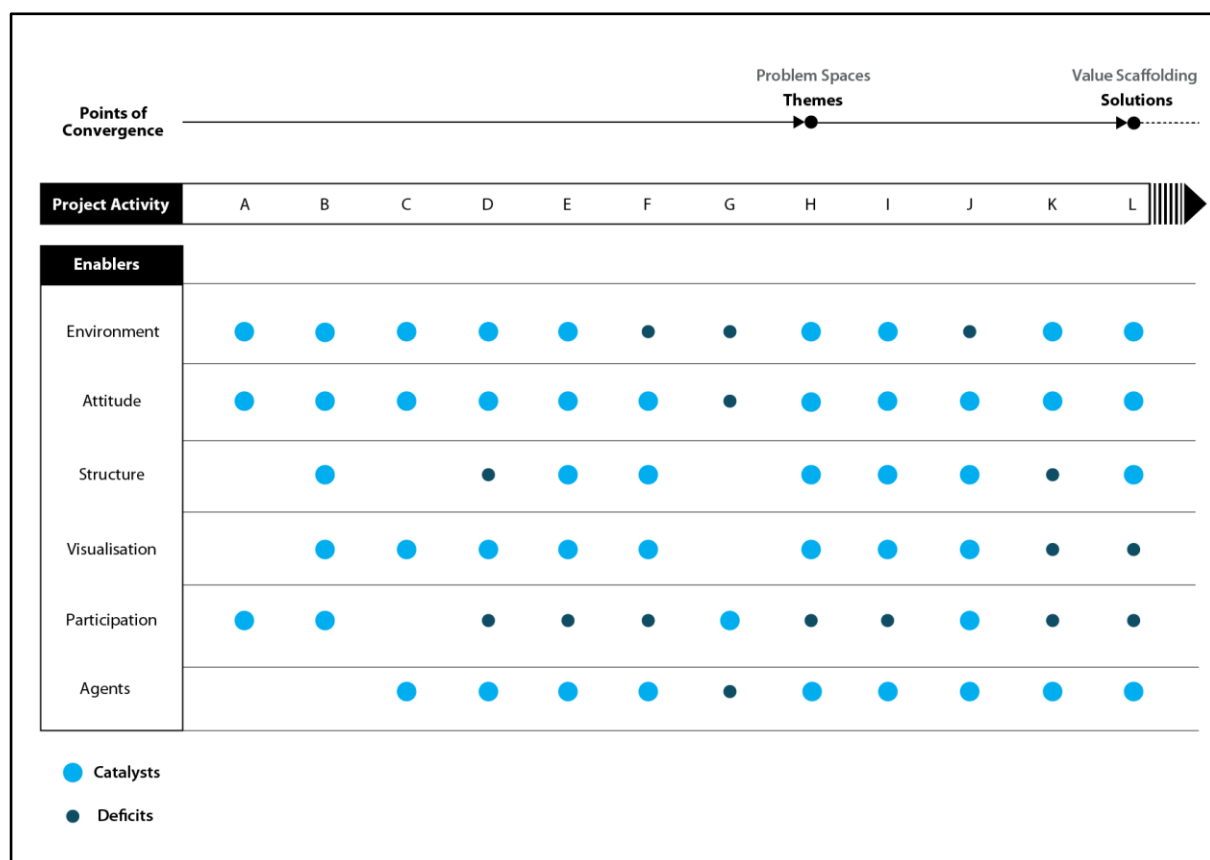 Problem Spaces
Value Scaffolding
Themes
Solutions
Points of
Convergence
Project Activity A B C D E F G H I J K L
Enablers
Environment
Attitude
Structure
Visualisation
Participation
Agents
Catalysts
Deficits